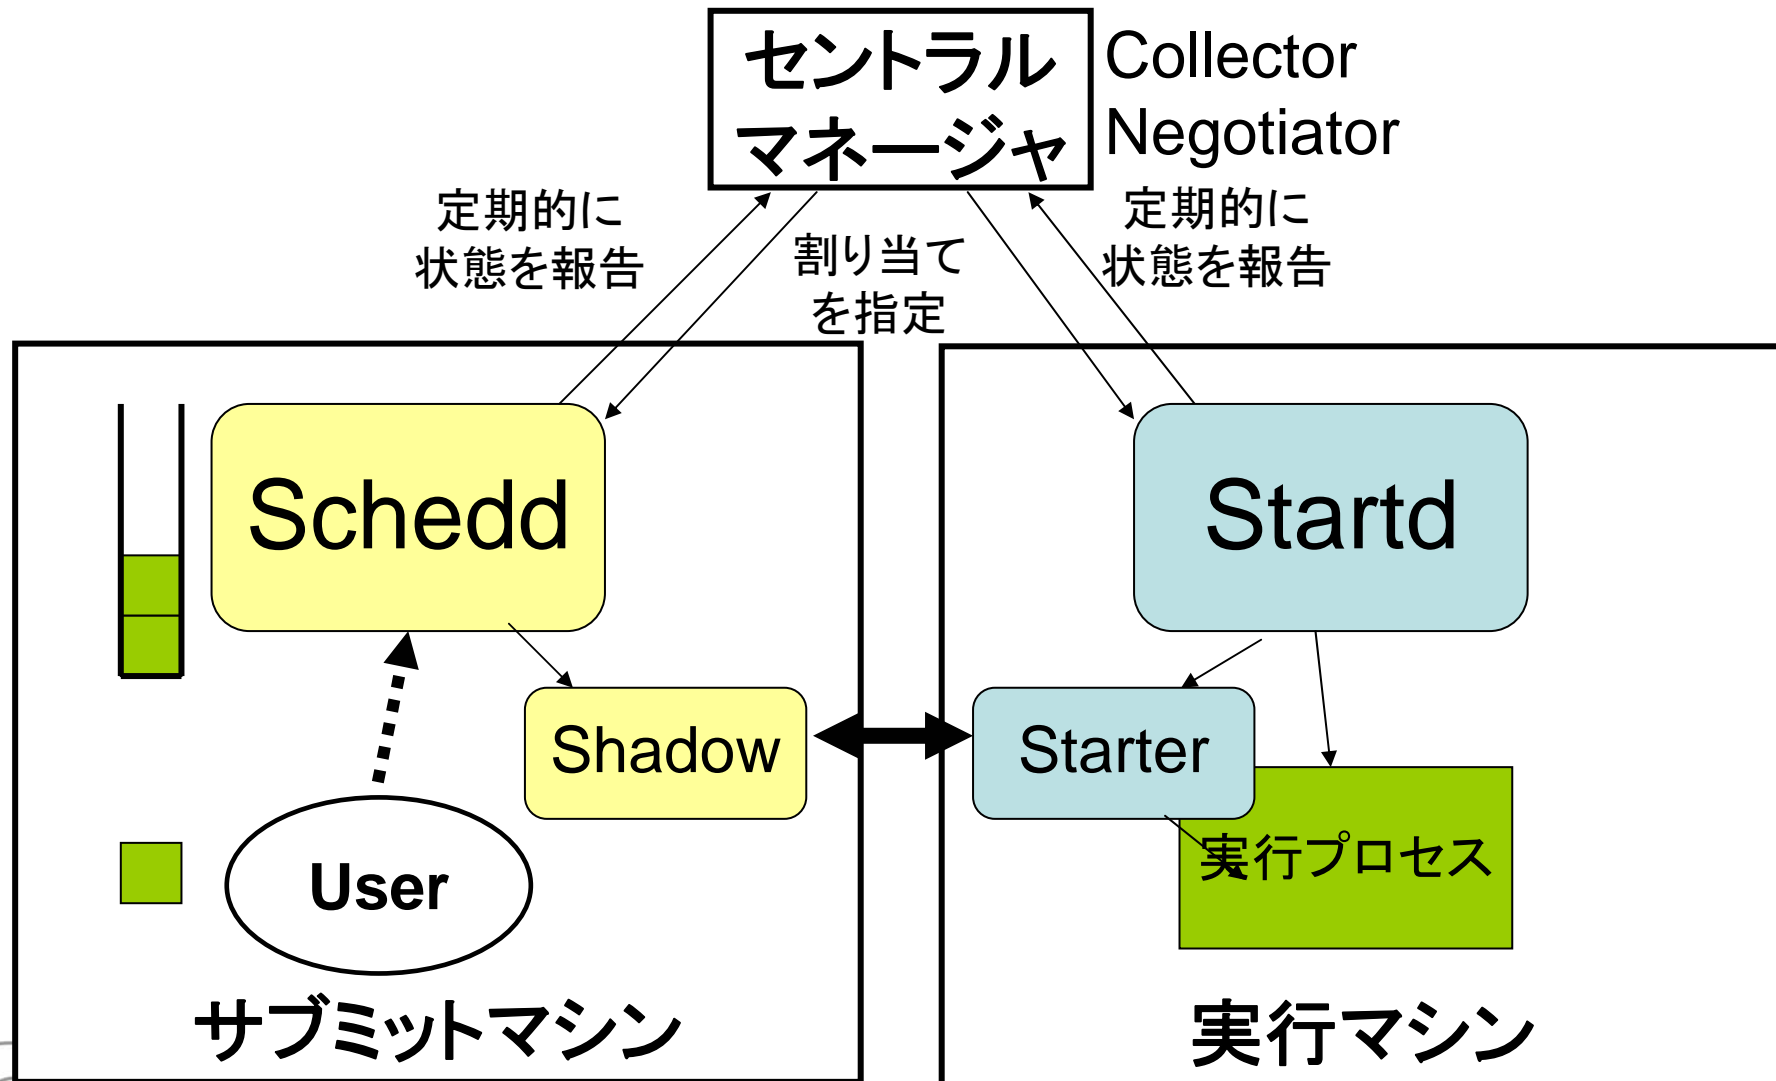 セントラル
マネージャ
Collector
Negotiator
定期的に
状態を報告
割り当て
を指定
定期的に
状態を報告
Schedd
Startd
Shadow
Starter
実行プロセス
User
サブミットマシン
実行マシン